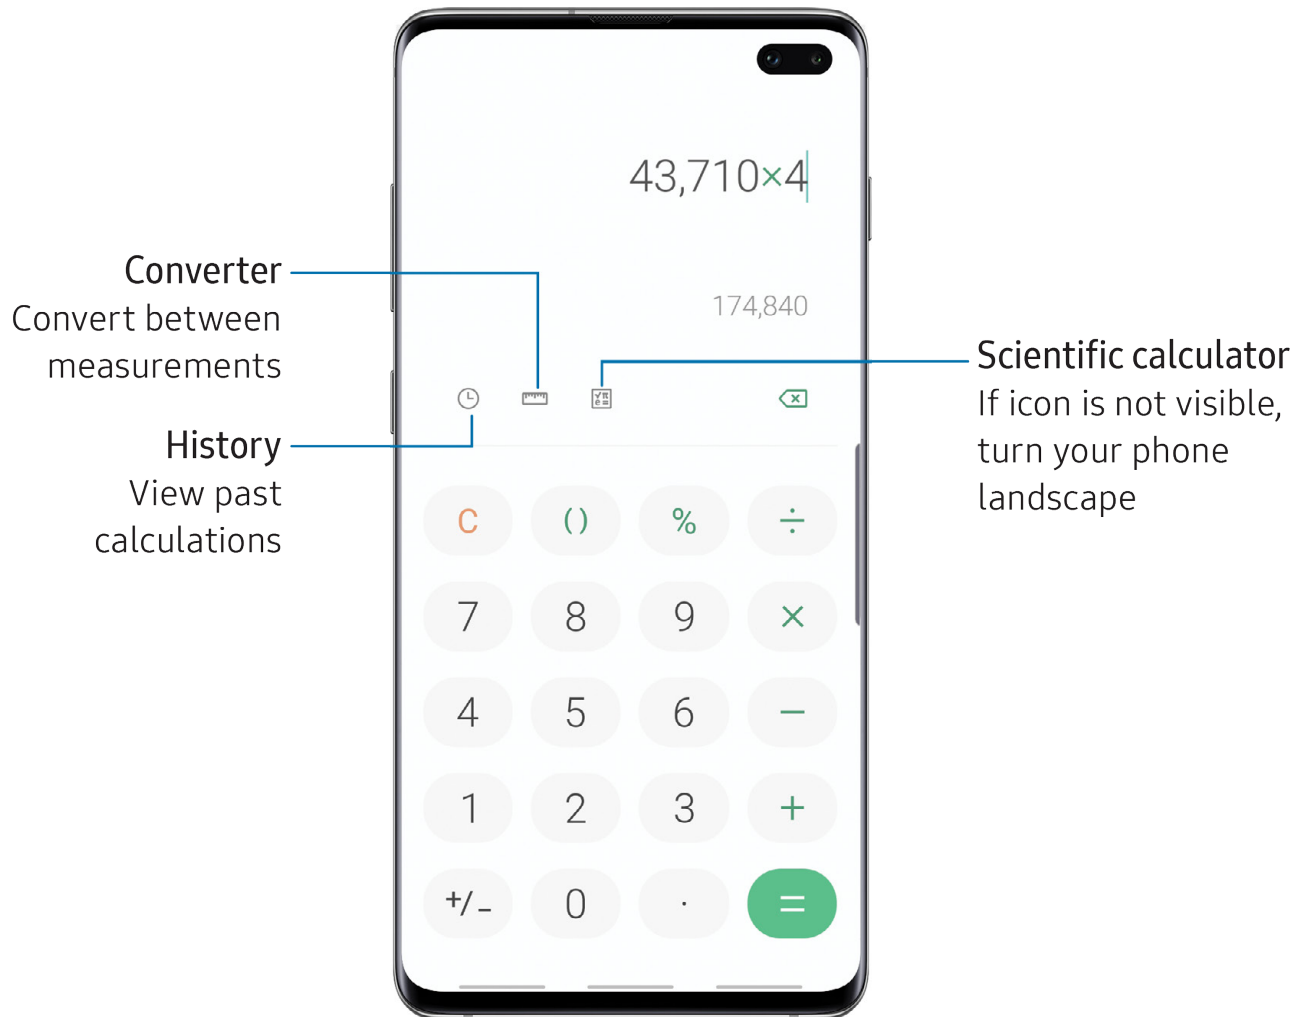 43,710×4
Converter
Convert between
measurements
174,840
Scientific calculator
If icon is not visible,
turn your phone
landscape
History
View past
calculations
√ π
e =
C () % ÷
7 8 9 ×
4 5 6 −
1 2 3 +
+/− 0 . =